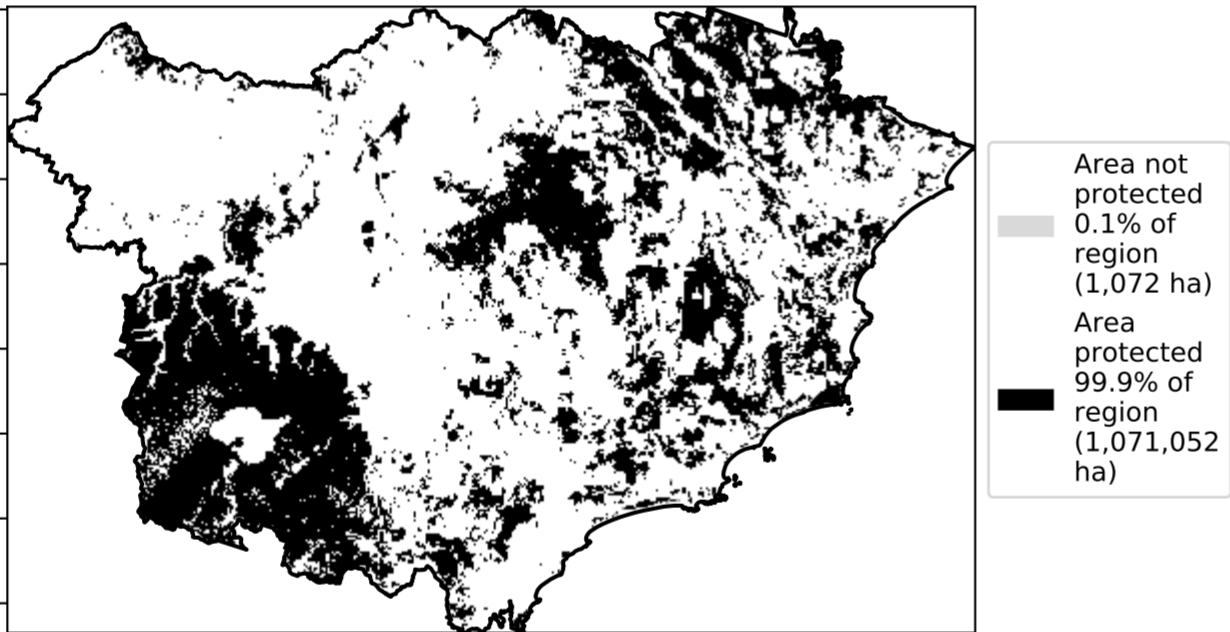 Area not
protected
0.1% of
region
(1,072 ha)
Area
protected
99.9% of
region
(1,071,052
ha)